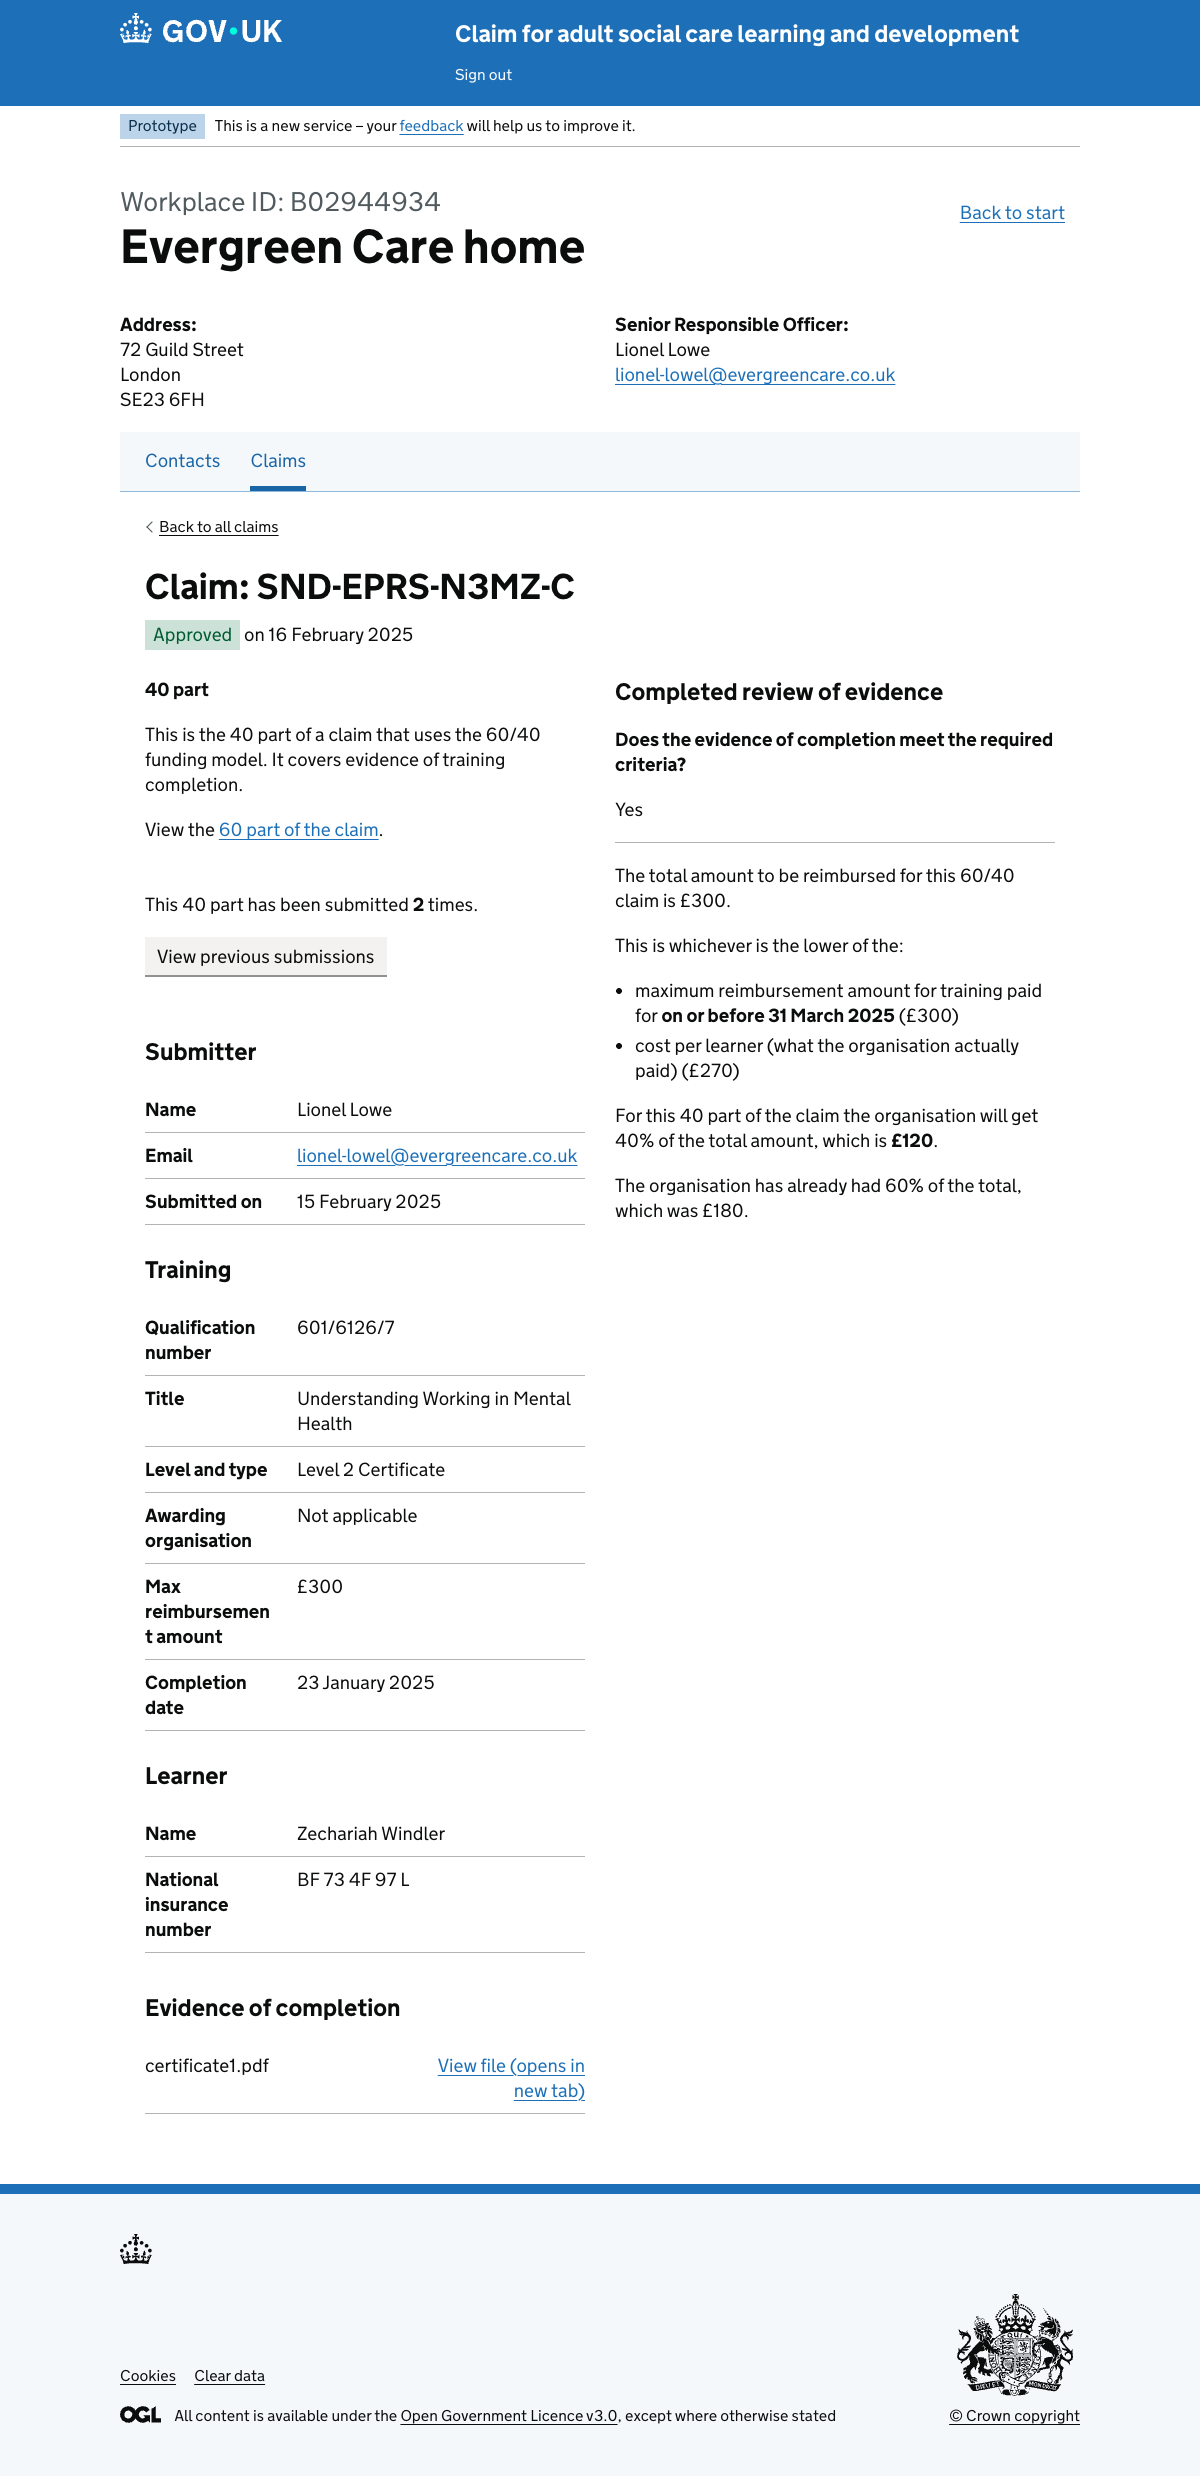 GOV·UK
Claim for adult social care learning and development
Sign out
Prototype This is a new service – your feedback will help us to improve it.
Workplace ID: B02944934
Evergreen Care home
Back to start
Address:
72 Guild Street
London
SE23 6FH
Senior Responsible Officer:
Lionel Lowe
lionel-lowel@evergreencare.co.uk
Contacts Claims
Back to all claims
Claim: SND-EPRS-N3MZ-C
Approved on 16 February 2025
40 part
This is the 40 part of a claim that uses the 60/40
funding model. It covers evidence of training
completion.
View the 60 part of the claim.
This 40 part has been submitted 2 times.
View previous submissions
Submitter
Name Lionel Lowe
Email lionel-lowel@evergreencare.co.uk
Submitted on 15 February 2025
Training
Qualification
number
601/6126/7
Title
Understanding Working in Mental
Health
Level and type Level 2 Certificate
Awarding
organisation
Not applicable
Max
reimbursemen
t amount
£300
Completion
date
23 January 2025
Learner
Name Zechariah Windler
National
insurance
number
BF 73 4F 97 L
Evidence of completion
certificate1.pdf
View file (opens in
new tab)
Completed review of evidence
Does the evidence of completion meet the required
criteria?
Yes
The total amount to be reimbursed for this 60/40
claim is £300.
This is whichever is the lower of the:
• maximum reimbursement amount for training paid
for on or before 31 March 2025 (£300)
• cost per learner (what the organisation actually
paid) (£270)
For this 40 part of the claim the organisation will get
40% of the total amount, which is £120.
The organisation has already had 60% of the total,
which was £180.
Cookies Clear data
OGL All content is available under the Open Government Licence v3.0, except where otherwise stated
© Crown copyright